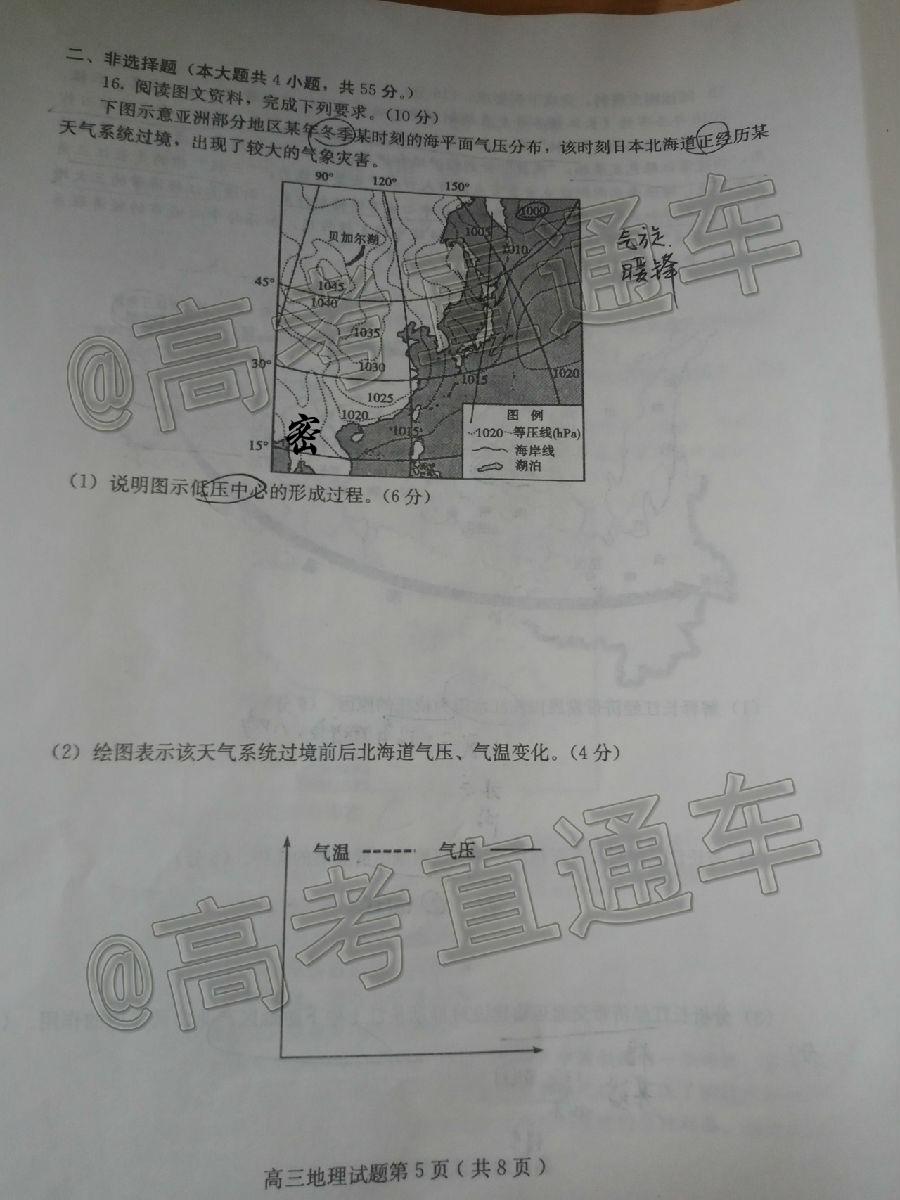 二、非选择题（本大题共4小题，共55分。）
16. 阅读图文资料，完成下列要求。（10分）
下图示意亚洲部分地区某年冬季某时刻的海平面气压分布，该时刻日本北海道正经历某
天气系统过境，出现了较大的气象灾害。
90° 120° 150°
1000
1005
1010
贝加尔湖
气旋.
暖锋
45°
1045
1040
1035
30°
1030
1025
1020
1015
1020
1015
15°
密
图 例
1020 等压线(hPa)
海岸线
湖泊
@高考直通车
（1）说明图示低压中心的形成过程。（6分）
（2）绘图表示该天气系统过境前后北海道气压、气温变化。（4分）
气温 气压
@高考直通车
高三地理试题第5页（共8页）